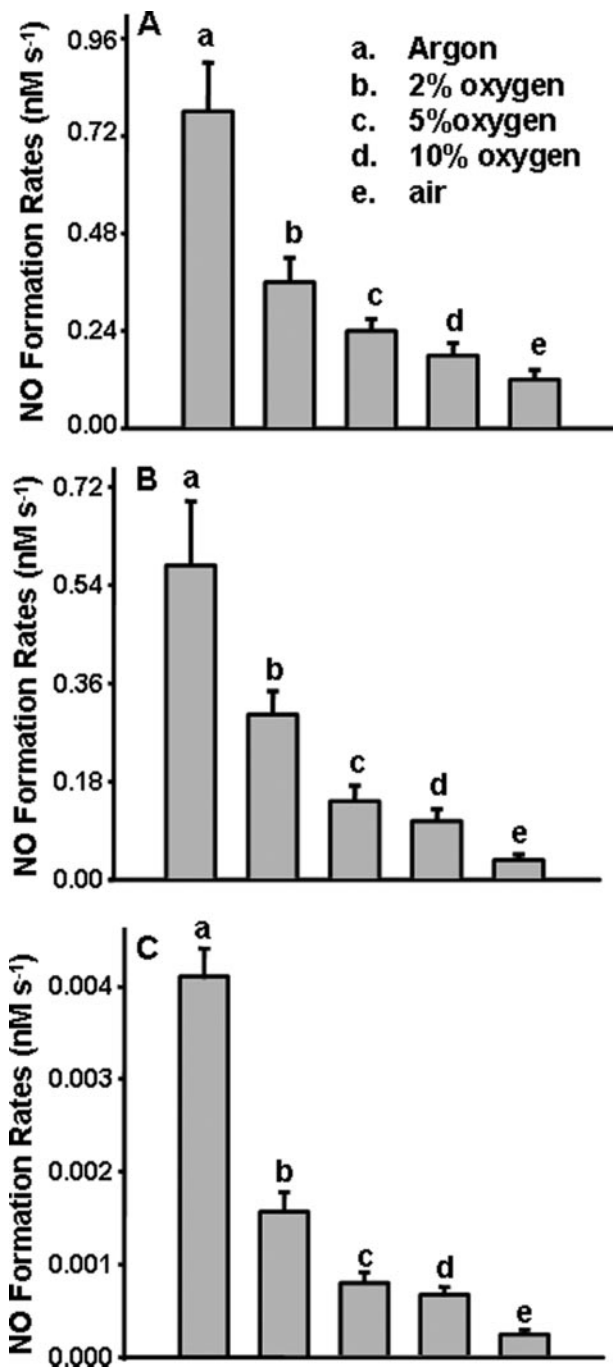 A
a
b
c
d
e
a. Argon
b. 2% oxygen
c. 5%oxygen
d. 10% oxygen
e. air
NO Formation Rates (nM s-1)
0.96
0.72
0.48
0.24
0.00
B
a
b
c
d
e
NO Formation Rates (nM s-1)
0.72
0.54
0.36
0.18
0.00
C
a
b
c
d
e
NO Formation Rates (nM s-1)
0.004
0.003
0.002
0.001
0.000